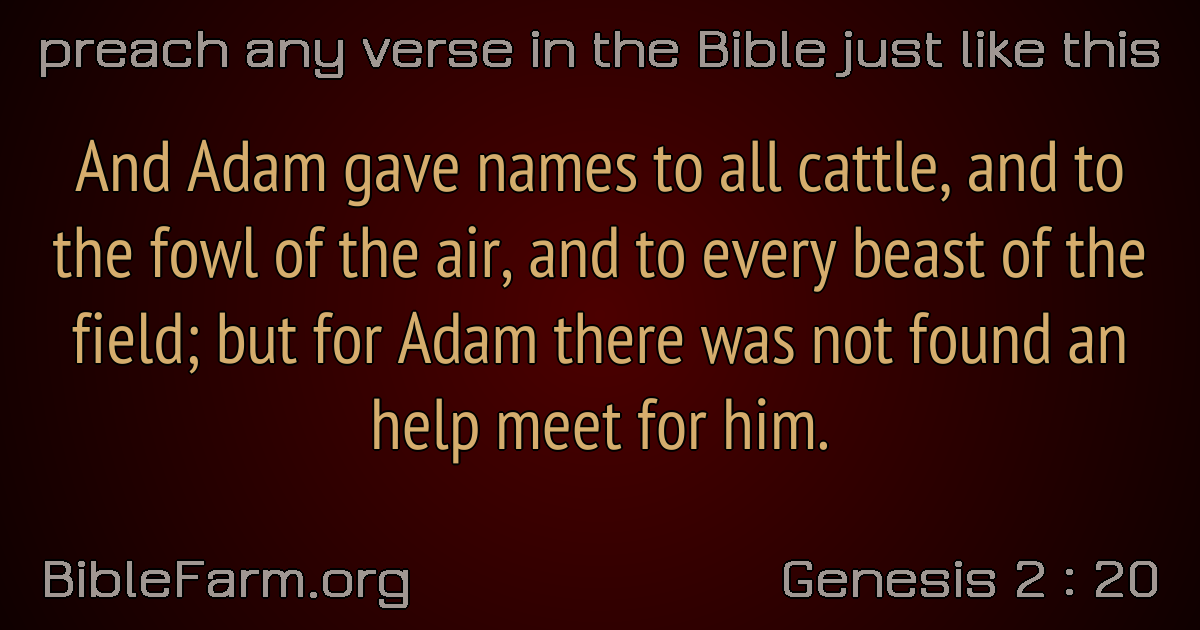 preach any verse in the Bible just like this
And Adam gave names to all cattle, and to
the fowl of the air, and to every beast of the
field; but for Adam there was not found an
help meet for him.
BibleFarm.org
Genesis 2 : 20